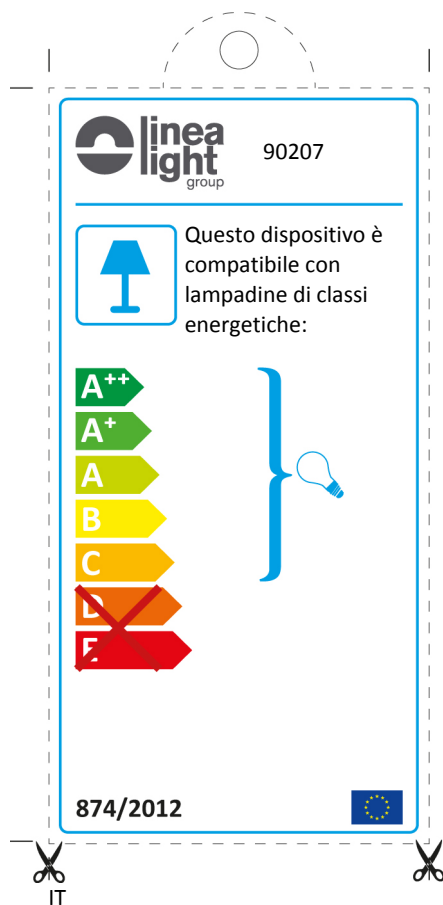 linea
light
group
90207
Questo dispositivo è
compatibile con
lampadine di classi
energetiche:
A++
A+
A
B
C
D
E
874/2012
IT